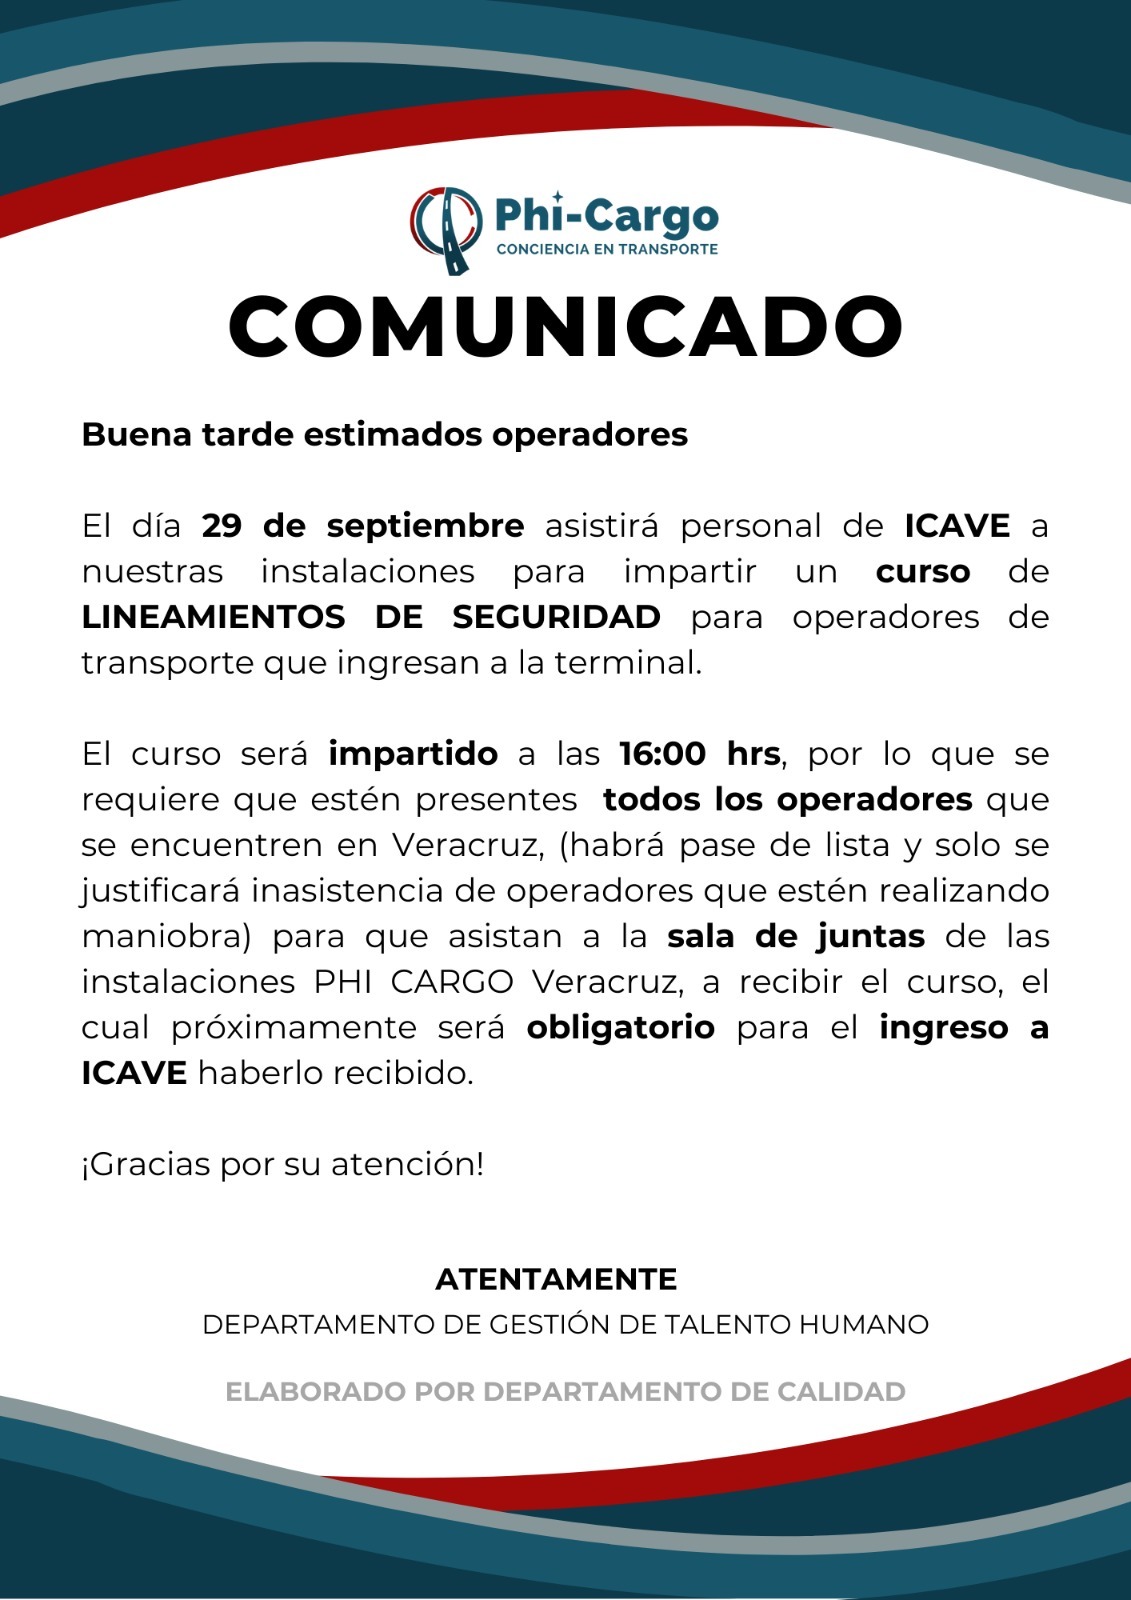 Phi-Cargo
CONCIENCIA EN TRANSPORTE
COMUNICADO
Buena tarde estimados operadores
El día 29 de septiembre asistirá personal de ICAVE a
nuestras instalaciones para impartir un curso de
LINEAMIENTOS DE SEGURIDAD para operadores de
transporte que ingresan a la terminal.
El curso será impartido a las 16:00 hrs, por lo que se
requiere que estén presentes todos los operadores que
se encuentren en Veracruz, (habrá pase de lista y solo se
justificará inasistencia de operadores que estén realizando
maniobra) para que asistan a la sala de juntas de las
instalaciones PHI CARGO Veracruz, a recibir el curso, el
cual próximamente será obligatorio para el ingreso a
ICAVE haberlo recibido.
¡Gracias por su atención!
ATENTAMENTE
DEPARTAMENTO DE GESTIÓN DE TALENTO HUMANO
ELABORADO POR DEPARTAMENTO DE CALIDAD